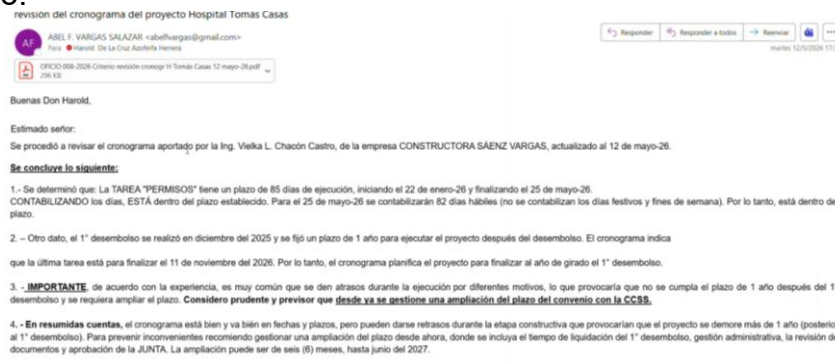 revisión del cronograma del proyecto Hospital Tomás Casas
AF
ABEL F. VARGAS SALAZAR <abelfvargas@gmail.com>
Para Harold De La Cruz Azofeifa Herrera
Responder
Responder a todos
Reenviar
martes 12/5/2026 17:
OFICIO 008-2026 Criterio revisión cronogr H Tomás Casas 12 mayo-26.pdf
296 KB
Buenas Don Harold,
Estimado señor:
Se procedió a revisar el cronograma aportado por la Ing. Vielka L. Chacón Castro, de la empresa CONSTRUCTORA SÁENZ VARGAS, actualizado al 12 de mayo-26.
Se concluye lo siguiente:
1.- Se determinó que: La TAREA "PERMISOS" tiene un plazo de 85 días de ejecución, iniciando el 22 de enero-26 y finalizando el 25 de mayo-26.
CONTABILIZANDO los días, ESTÁ dentro del plazo establecido. Para el 25 de mayo-26 se contabilizarán 82 días hábiles (no se contabilizan los días festivos y fines de semana). Por lo tanto, está dentro de
plazo.
2. – Otro dato, el 1° desembolso se realizó en diciembre del 2025 y se fijó un plazo de 1 año para ejecutar el proyecto después del desembolso. El cronograma indica
que la última tarea está para finalizar el 11 de noviembre del 2026. Por lo tanto, el cronograma planifica el proyecto para finalizar al año de girado el 1° desembolso.
3. - IMPORTANTE, de acuerdo con la experiencia, es muy común que se den atrasos durante la ejecución por diferentes motivos, lo que provocaría que no se cumpla el plazo de 1 año después del 1
desembolso y se requiera ampliar el plazo. Considero prudente y previsor que desde ya se gestione una ampliación del plazo del convenio con la CCSS.
4. - En resumidas cuentas, el cronograma está bien y va bién en fechas y plazos, pero pueden darse retrasos durante la etapa constructiva que provocarían que el proyecto se demore más de 1 año (posterio
al 1° desembolso). Para prevenir inconvenientes recomiendo gestionar una ampliación del plazo desde ahora, donde se incluya el tiempo de liquidación del 1° desembolso, gestión administrativa, la revisión d
documentos y aprobación de la JUNTA. La ampliación puede ser de seis (6) meses, hasta junio del 2027.